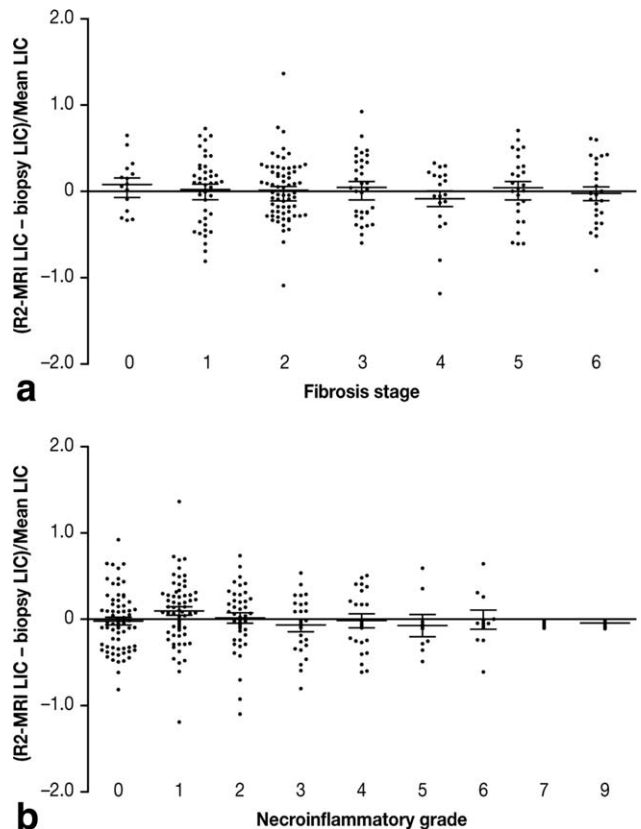 2.0
(R2-MRI LIC – biopsy LIC)/Mean LIC
1.0
0
–1.0
–2.0
0 1 2 3 4 5 6
Fibrosis stage
a
2.0
(R2-MRI LIC – biopsy LIC)/Mean LIC
1.0
0
–1.0
–2.0
0 1 2 3 4 5 6 7 9
Necroinflammatory grade
b